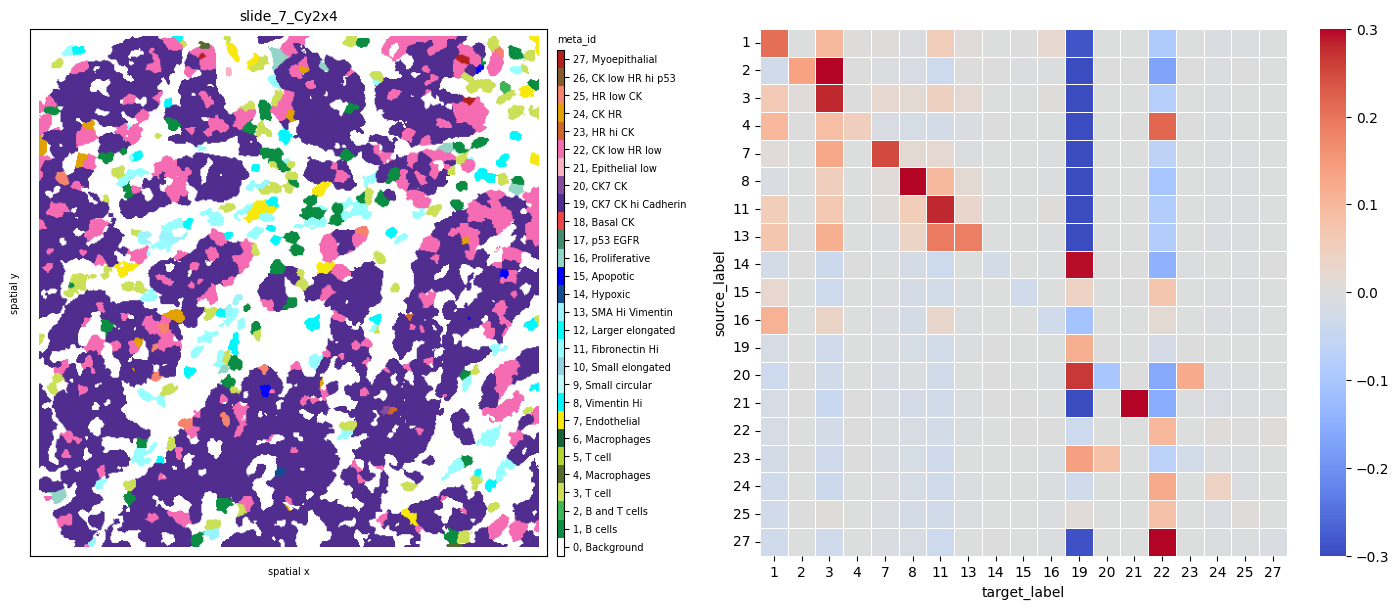 slide_7_Cy2x4
spatial y
spatial x
meta_id
27, Myoepithelial
26, CK low HR hi p53
25, HR low CK
24, CK HR
23, HR hi CK
22, CK low HR low
21, Epithelial low
20, CK7 CK
19, CK7 CK hi Cadherin
18, Basal CK
17, p53 EGFR
16, Proliferative
15, Apopotic
14, Hypoxic
13, SMA Hi Vimentin
12, Larger elongated
11, Fibronectin Hi
10, Small elongated
9, Small circular
8, Vimentin Hi
7, Endothelial
6, Macrophages
5, T cell
4, Macrophages
3, T cell
2, B and T cells
1, B cells
0, Background
source_label
1
2
3
4
7
8
11
13
14
15
16
19
20
21
22
23
24
25
27
1 2 3 4 7 8 11 13 14 15 16 19 20 21 22 23 24 25 27
target_label
0.3
0.2
0.1
0.0
−0.1
−0.2
−0.3